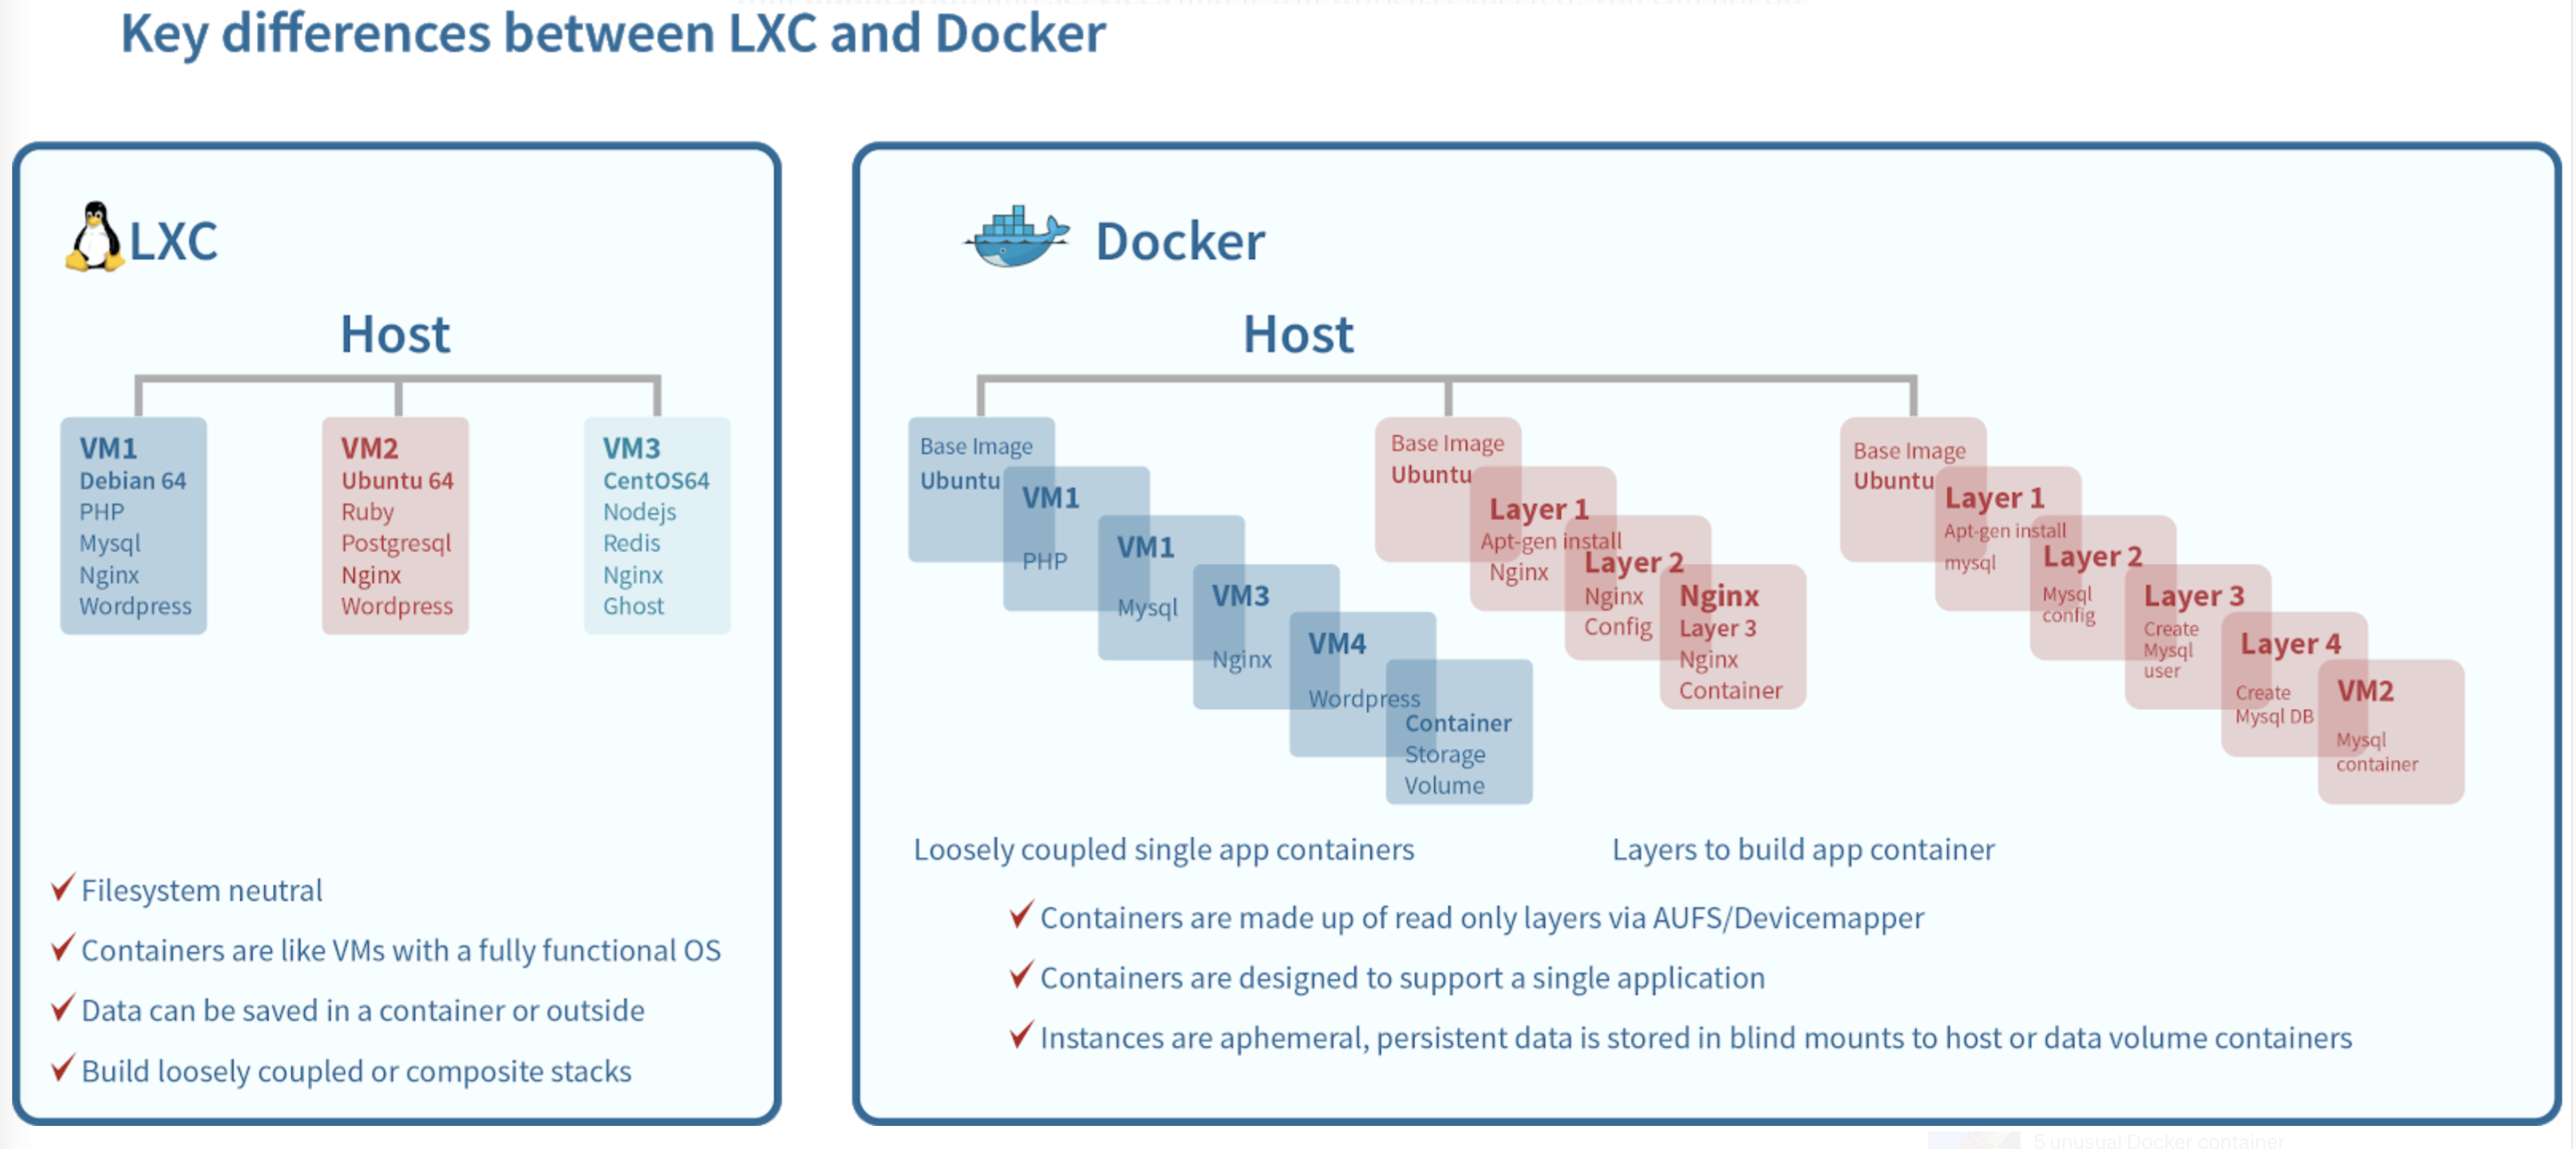 Key differences between LXC and Docker
LXC
Host
VM1
Debian 64
PHP
Mysql
Nginx
Wordpress
VM2
Ubuntu 64
Ruby
Postgresql
Nginx
Wordpress
VM3
CentOS64
Nodejs
Redis
Nginx
Ghost
Filesystem neutral
Containers are like VMs with a fully functional OS
Data can be saved in a container or outside
Build loosely coupled or composite stacks
Docker
Host
Base Image
Ubuntu
VM1
PHP
VM1
Mysql
VM3
Nginx
VM4
Wordpress
Container
Storage
Volume
Base Image
Ubuntu
Layer 1
Apt-gen install
Nginx
Layer 2
Nginx
Config
Nginx
Layer 3
Nginx
Container
Base Image
Ubuntu
Layer 1
Apt-gen install
mysql
Layer 2
Mysql
config
Layer 3
Create
Mysql
user
Layer 4
Create
Mysql DB
VM2
Mysql
container
Loosely coupled single app containers
Layers to build app container
Containers are made up of read only layers via AUFS/Devicemapper
Containers are designed to support a single application
Instances are aphemeral, persistent data is stored in blind mounts to host or data volume containers
5 unusual Docker container